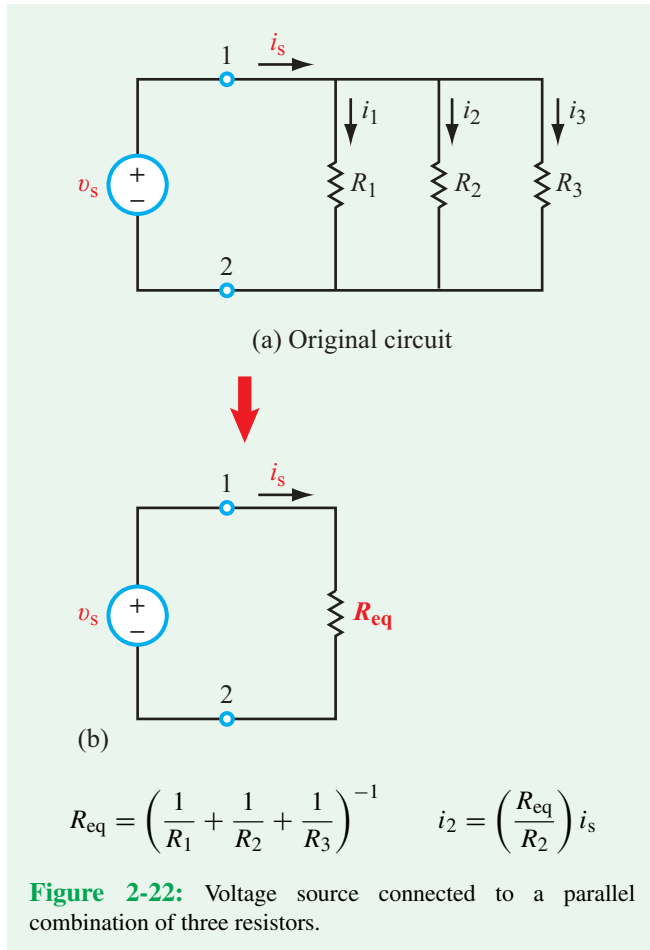 1 i_s
i_1 i_2 i_3
v_s + − R_1 R_2 R_3
2
(a) Original circuit
1 i_s
v_s + − R_eq
2
(b)
R_eq = (1/R_1 + 1/R_2 + 1/R_3)^−1 i_2 = (R_eq/R_2) i_s
Figure 2-22: Voltage source connected to a parallel
combination of three resistors.